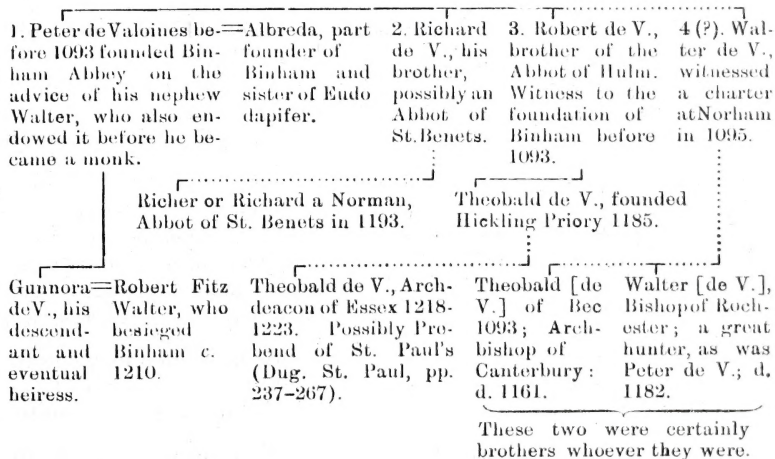 1. Peter de Valoines be-
fore 1093 founded Bin-
ham Abbey on the
advice of his nephew
Walter, who also en-
dowed it before he be-
came a monk.
=Albreda, part
founder of
Binham and
sister of Eudo
dapifer.
2. Richard
de V., his
brother,
possibly an
Abbot of
St. Benets.
3. Robert de V.,
brother of the
Abbot of Hulm.
Witness to the
foundation of
Binham before
1093.
4 (?). Wal-
ter de V.,
witnessed
a charter
at Norham
in 1095.
Richer or Richard a Norman,
Abbot of St. Benets in 1193.
Theobald de V., founded
Hickling Priory 1185.
Gunnora
de V., his
descend-
ant and
eventual
heiress.
=Robert Fitz
Walter, who
besieged
Binham c.
1210.
Theobald de V., Arch-
deacon of Essex 1218-
1223. Possibly Pre-
bend of St. Paul's
(Dug. St. Paul, pp.
237-267).
Theobald [de
V.] of Bec
1093; Arch-
bishop of
Canterbury:
d. 1161.
Walter [de V.],
Bishop of Roch-
ester; a great
hunter, as was
Peter de V.; d.
1182.
These two were certainly
brothers whoever they were.